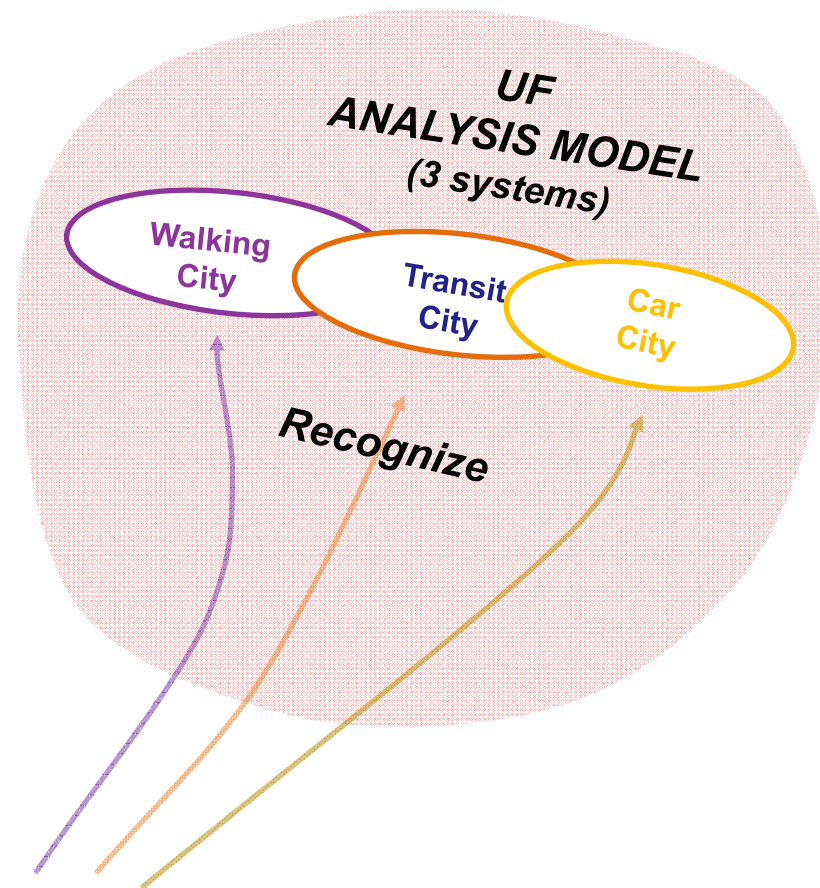 UF
ANALYSIS MODEL
(3 systems)
Walking
City
Transit
City
Car
City
Recognize